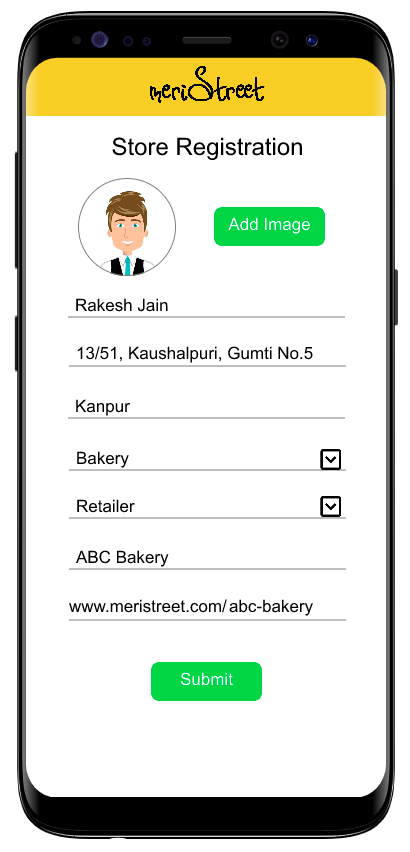 meriStreet
Store Registration
Add Image
Rakesh Jain
13/51, Kaushalpuri, Gumti No.5
Kanpur
Bakery
Retailer
ABC Bakery
www.meristreet.com/abc-bakery
Submit